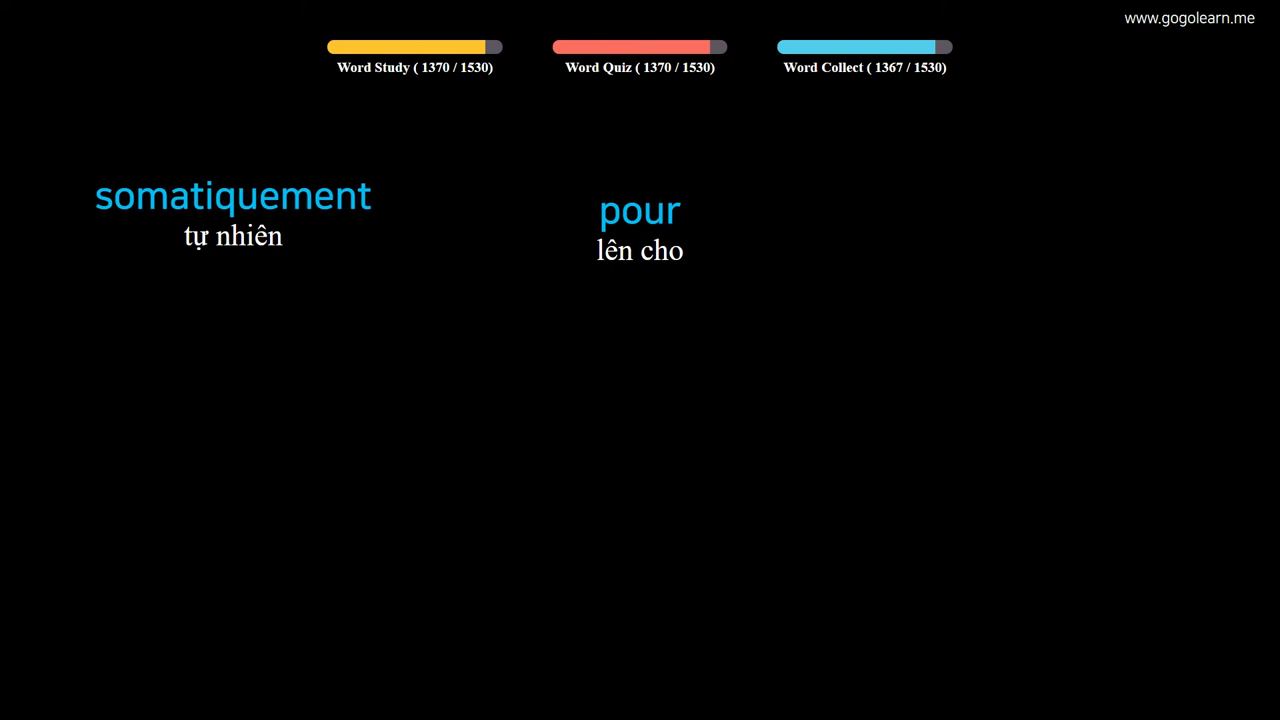 www.gogolearn.me
Word Study ( 1370 / 1530)
Word Quiz ( 1370 / 1530)
Word Collect ( 1367 / 1530)
somatiquement
tự nhiên
pour
lên cho